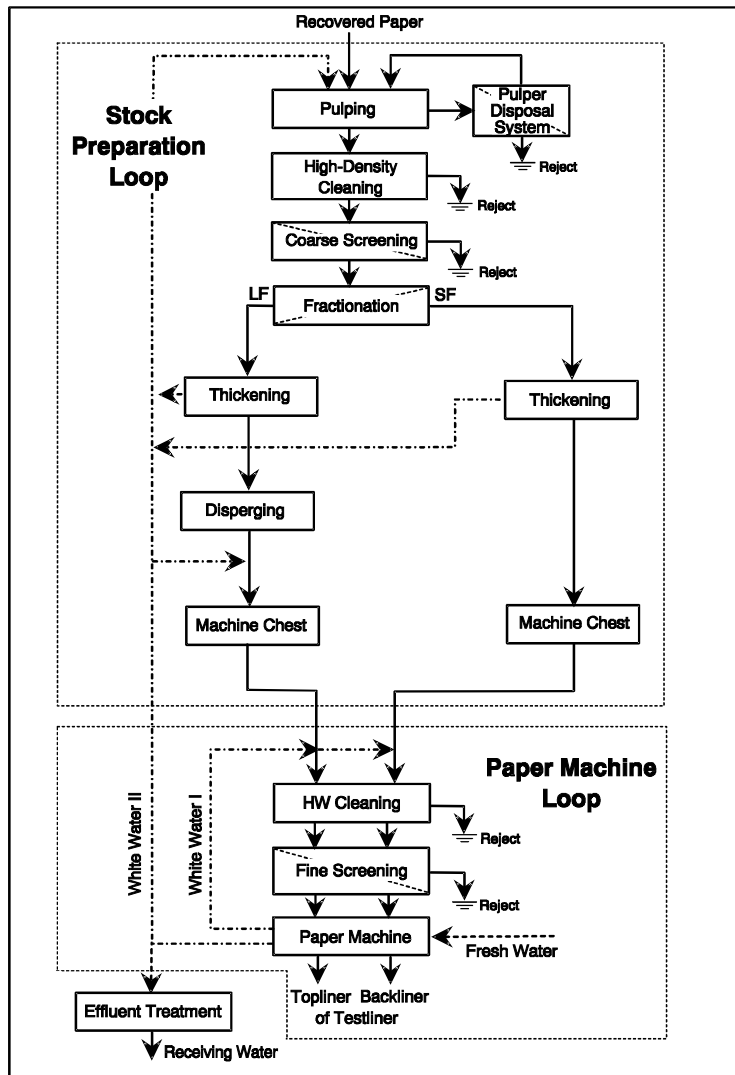 Recovered Paper
Stock
Preparation
Loop
Pulping
Pulper
Disposal
System
Reject
High-Density
Cleaning
Reject
Coarse Screening
Reject
LF
SF
Fractionation
Thickening
Thickening
Disperging
Machine Chest
Machine Chest
Paper Machine
Loop
White Water II
White Water I
HW Cleaning
Reject
Fine Screening
Reject
Paper Machine
Fresh Water
Topliner Backliner
of Testliner
Effluent Treatment
Receiving Water